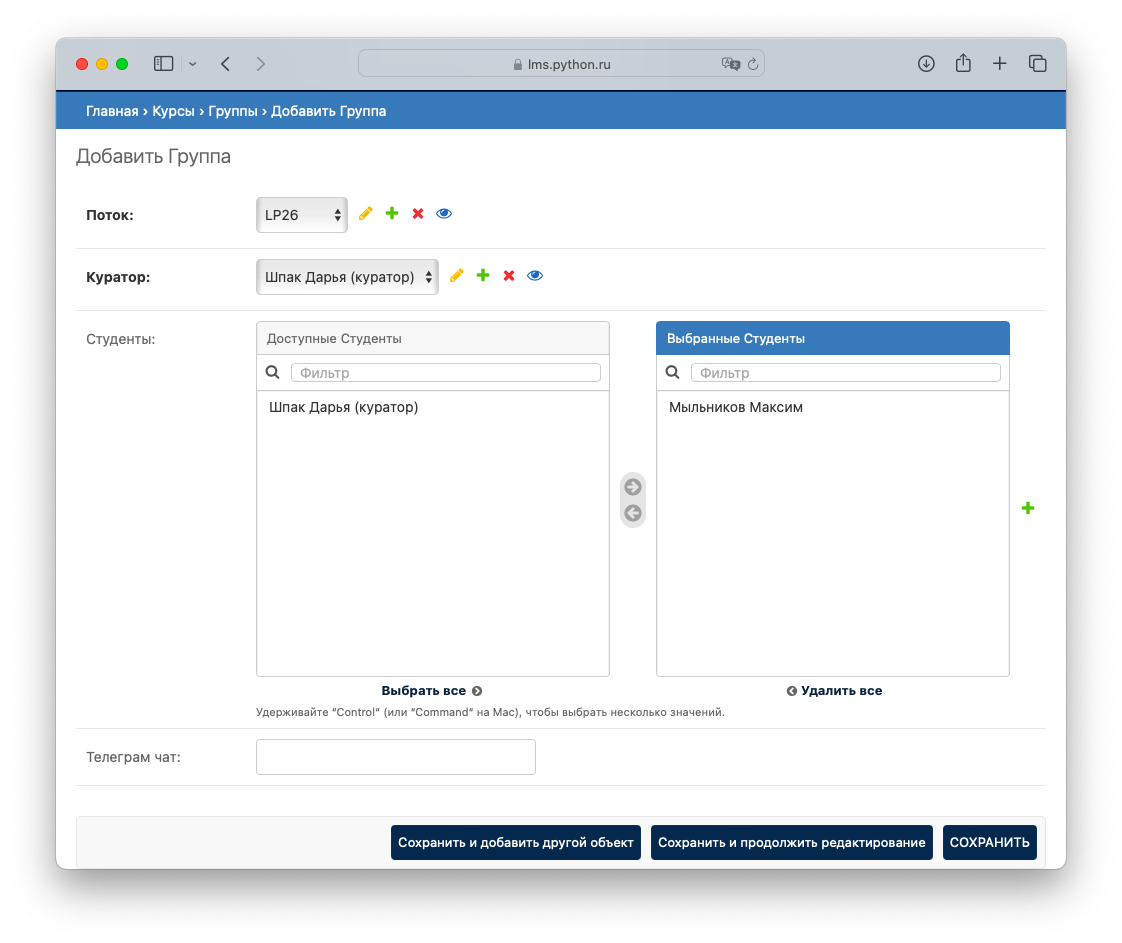 lms.python.ru
Главная › Курсы › Группы › Добавить Группа
Добавить Группа
Поток:
LP26
Куратор:
Шпак Дарья (куратор)
Студенты:
Доступные Студенты
Фильтр
Шпак Дарья (куратор)
Выбрать все
Выбранные Студенты
Фильтр
Мыльников Максим
Удалить все
Удерживайте “Control“ (или “Command“ на Mac), чтобы выбрать несколько значений.
Телеграм чат:
Сохранить и добавить другой объект
Сохранить и продолжить редактирование
СОХРАНИТЬ